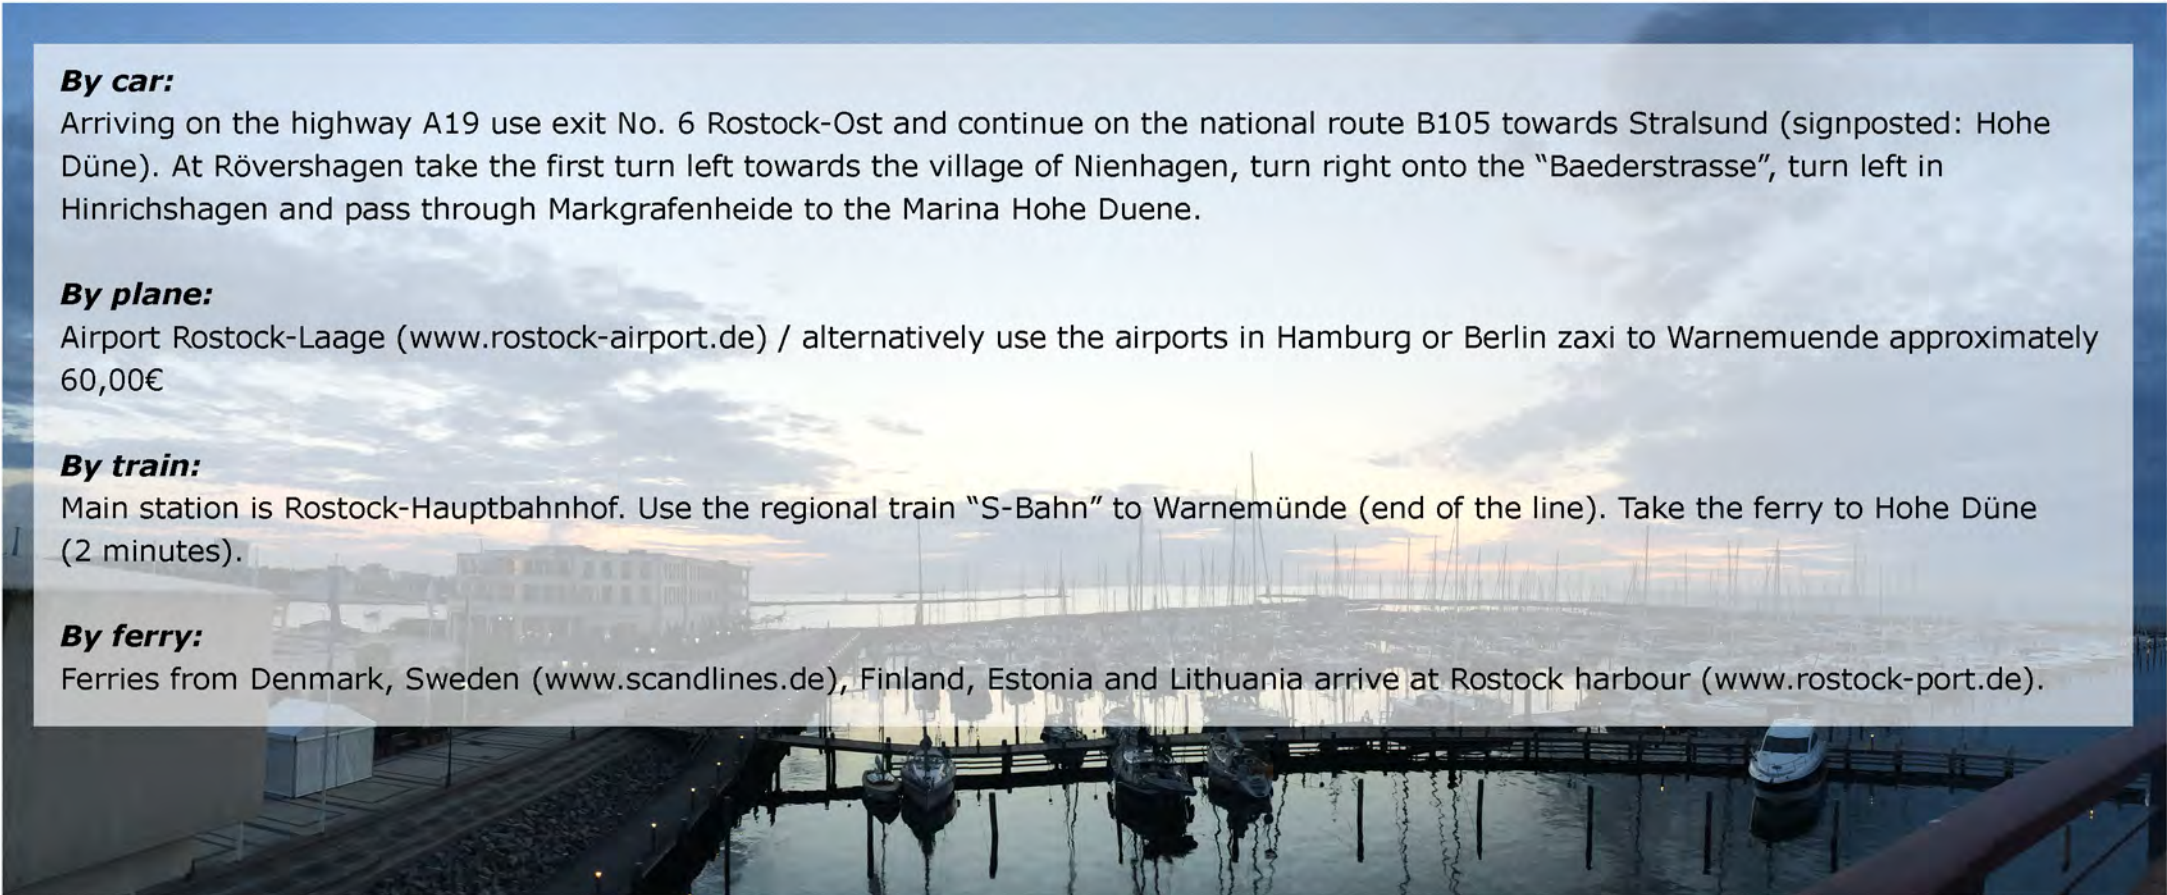 By car:
Arriving on the highway A19 use exit No. 6 Rostock-Ost and continue on the national route B105 towards Stralsund (signposted: Hohe
Düne). At Rövershagen take the first turn left towards the village of Nienhagen, turn right onto the “Baederstrasse”, turn left in
Hinrichshagen and pass through Markgrafenheide to the Marina Hohe Duene.
By plane:
Airport Rostock-Laage (www.rostock-airport.de) / alternatively use the airports in Hamburg or Berlin zaxi to Warnemuende approximately
60,00€
By train:
Main station is Rostock-Hauptbahnhof. Use the regional train “S-Bahn” to Warnemünde (end of the line). Take the ferry to Hohe Düne
(2 minutes).
By ferry:
Ferries from Denmark, Sweden (www.scandlines.de), Finland, Estonia and Lithuania arrive at Rostock harbour (www.rostock-port.de).